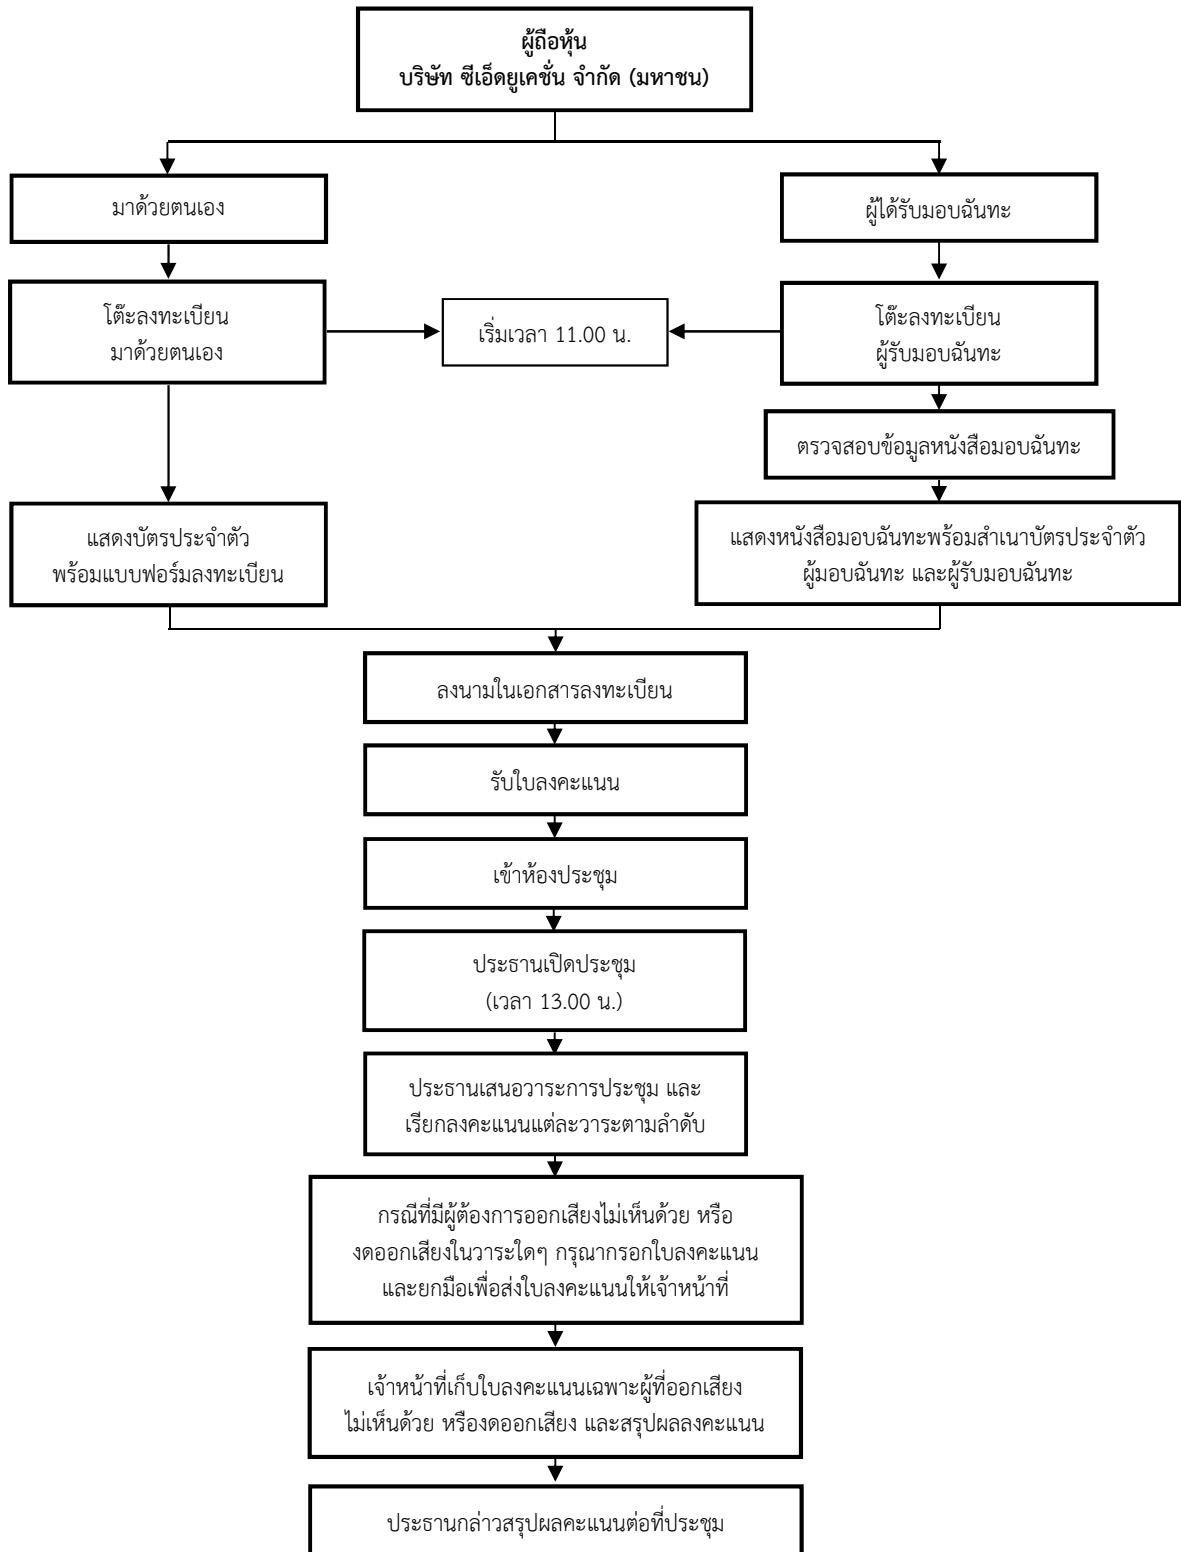 ผู้ถือหุ้น
บริษัท ซีเอ็ดยูเคชั่น จำกัด (มหาชน)
มาด้วยตนเอง
ผู้ได้รับมอบฉันทะ
โต๊ะลงทะเบียน
มาด้วยตนเอง
เริ่มเวลา 11.00 น.
โต๊ะลงทะเบียน
ผู้รับมอบฉันทะ
ตรวจสอบข้อมูลหนังสือมอบฉันทะ
แสดงบัตรประจำตัว
พร้อมแบบฟอร์มลงทะเบียน
แสดงหนังสือมอบฉันทะพร้อมสำเนาบัตรประจำตัว
ผู้มอบฉันทะ และผู้รับมอบฉันทะ
ลงนามในเอกสารลงทะเบียน
รับใบลงคะแนน
เข้าห้องประชุม
ประธานเปิดประชุม
(เวลา 13.00 น.)
ประธานเสนอวาระการประชุม และ
เรียกลงคะแนนแต่ละวาระตามลำดับ
กรณีที่มีผู้ต้องการออกเสียงไม่เห็นด้วย หรือ
งดออกเสียงในวาระใดๆ กรุณากรอกใบลงคะแนน
และยกมือเพื่อส่งใบลงคะแนนให้เจ้าหน้าที่
เจ้าหน้าที่เก็บใบลงคะแนนเฉพาะผู้ที่ออกเสียง
ไม่เห็นด้วย หรืองดออกเสียง และสรุปผลลงคะแนน
ประธานกล่าวสรุปผลคะแนนต่อที่ประชุม